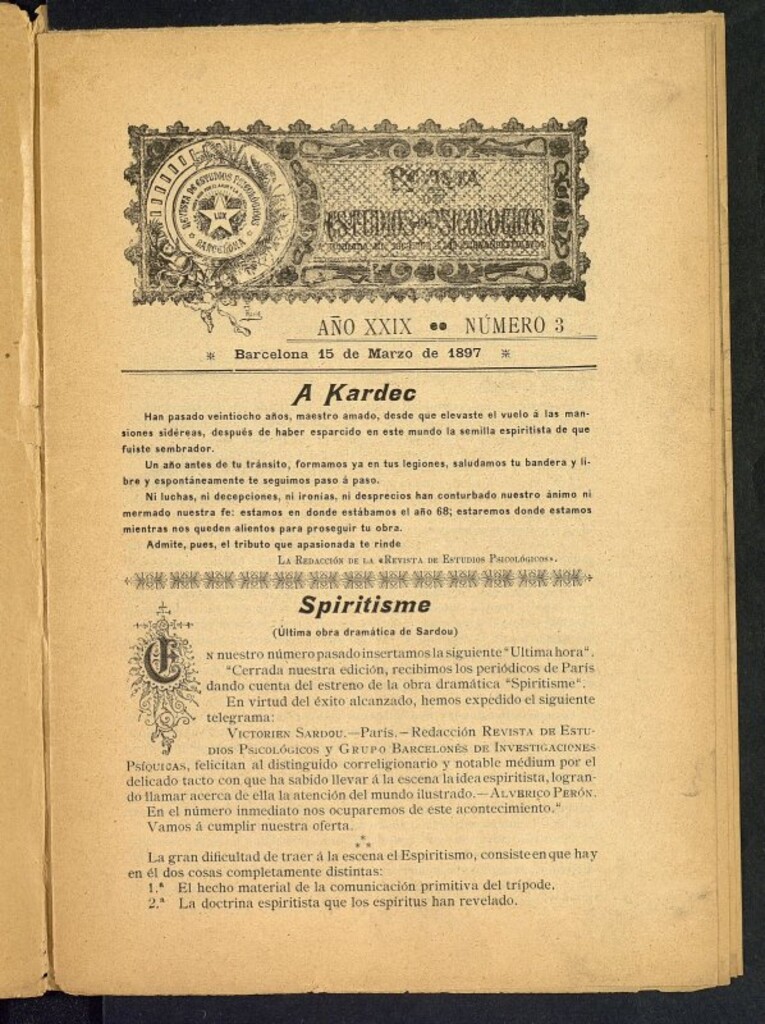 REVISTA DE ESTUDIOS PSICOLÓGICOS
LUX
BARCELONA
REVISTA
DE
ESTUDIOS PSICOLÓGICOS
AÑO XXIX NÚMERO 3
Barcelona 15 de Marzo de 1897
A Kardec
Han pasado veintiocho años, maestro amado, desde que elevaste el vuelo á las man-
siones sidéreas, después de haber esparcido en este mundo la semilla espiritista de que
fuiste sembrador.
Un año antes de tu tránsito, formamos ya en tus legiones, saludamos tu bandera y li-
bre y espontáneamente te seguimos paso á paso.
Ni luchas, ni decepciones, ni ironías, ni desprecios han conturbado nuestro ánimo ni
mermado nuestra fe: estamos en donde estábamos el año 68; estaremos donde estamos
mientras nos queden alientos para proseguir tu obra.
Admite, pues, el tributo que apasionada te rinde
LA REDACCIÓN DE LA «REVISTA DE ESTUDIOS PSICOLÓGICOS».
Spiritisme
(Última obra dramática de Sardou)
EN nuestro número pasado insertamos la siguiente "Ultima hora".
"Cerrada nuestra edición, recibimos los periódicos de París
dando cuenta del estreno de la obra dramática "Spiritisme".
En virtud del éxito alcanzado, hemos expedido el siguiente
telegrama:
VICTORIEN SARDOU.—París.—Redacción REVISTA DE ESTU-
DIOS PSICOLÓGICOS Y GRUPO BARCELONÉS DE INVESTIGACIONES
PSÍQUICAS, felicitan al distinguido correligionario y notable médium por el
delicado tacto con que ha sabido llevar á la escena la idea espiritista, logran-
do llamar acerca de ella la atención del mundo ilustrado.—ALVERICO PERÓN.
En el número inmediato nos ocuparemos de este acontecimiento."
Vamos á cumplir nuestra oferta.
La gran dificultad de traer á la escena el Espiritismo, consiste en que hay
en él dos cosas completamente distintas:
1.ª El hecho material de la comunicación primitiva del trípode.
2.ª La doctrina espiritista que los espíritus han revelado.